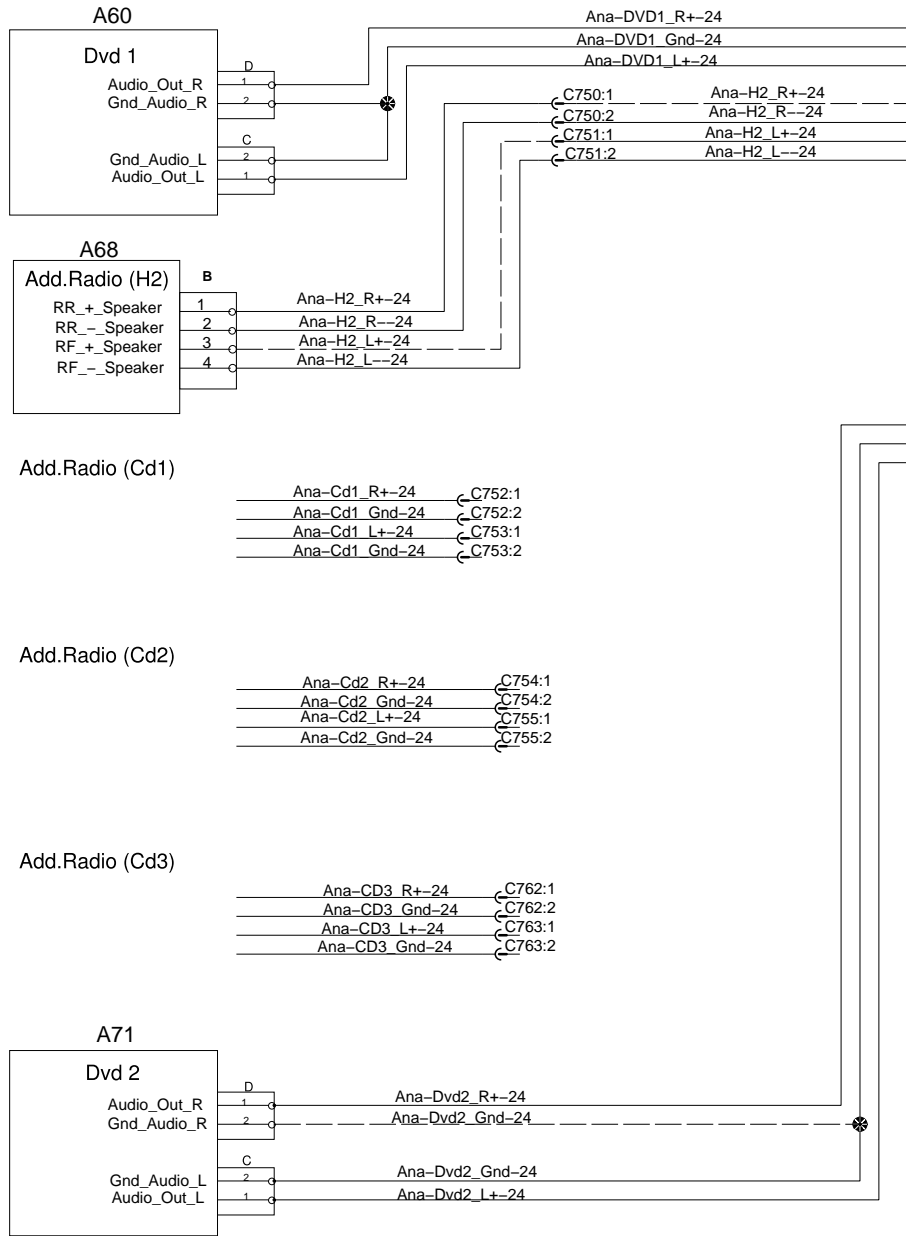 A60
Dvd 1
D
Audio_Out_R 1
Gnd_Audio_R 2
C
Gnd_Audio_L 2
Audio_Out_L 1
Ana−DVD1_R+−24
Ana−DVD1_Gnd−24
Ana−DVD1_L+−24
C750:1 Ana−H2_R+−24
C750:2 Ana−H2_R−−24
C751:1 Ana−H2_L+−24
C751:2 Ana−H2_L−−24
A68
Add.Radio (H2) B
RR_+_Speaker 1 Ana−H2_R+−24
RR_−_Speaker 2 Ana−H2_R−−24
RF_+_Speaker 3 Ana−H2_L+−24
RF_−_Speaker 4 Ana−H2_L−−24
Add.Radio (Cd1)
Ana−Cd1_R+−24 C752:1
Ana−Cd1_Gnd−24 C752:2
Ana−Cd1_L+−24 C753:1
Ana−Cd1_Gnd−24 C753:2
Add.Radio (Cd2)
Ana−Cd2_R+−24 C754:1
Ana−Cd2_Gnd−24 C754:2
Ana−Cd2_L+−24 C755:1
Ana−Cd2_Gnd−24 C755:2
Add.Radio (Cd3)
Ana−CD3_R+−24 C762:1
Ana−CD3_Gnd−24 C762:2
Ana−CD3_L+−24 C763:1
Ana−CD3_Gnd−24 C763:2
A71
Dvd 2
D
Audio_Out_R 1 Ana−Dvd2_R+−24
Gnd_Audio_R 2 Ana−Dvd2_Gnd−24
C
Gnd_Audio_L 2 Ana−Dvd2_Gnd−24
Audio_Out_L 1 Ana−Dvd2_L+−24